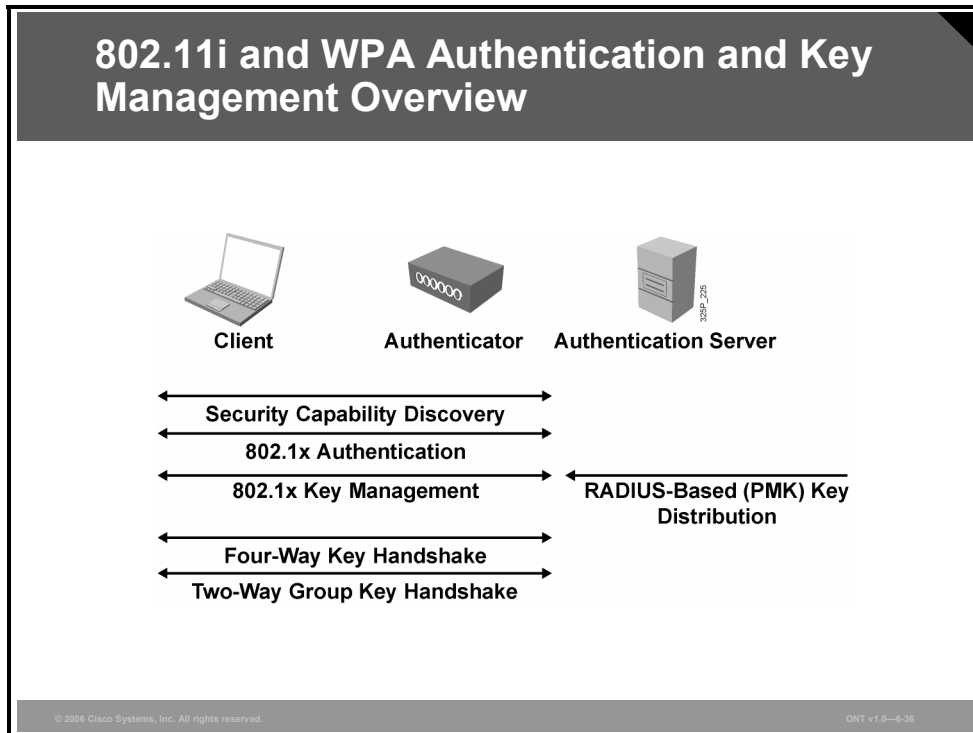 802.11i and WPA Authentication and Key
Management Overview
325P_225
Client
Authenticator
Authentication Server
Security Capability Discovery
802.1x Authentication
802.1x Key Management
RADIUS-Based (PMK) Key
Distribution
Four-Way Key Handshake
Two-Way Group Key Handshake
© 2006 Cisco Systems, Inc. All rights reserved.
ONT v1.0—6-36